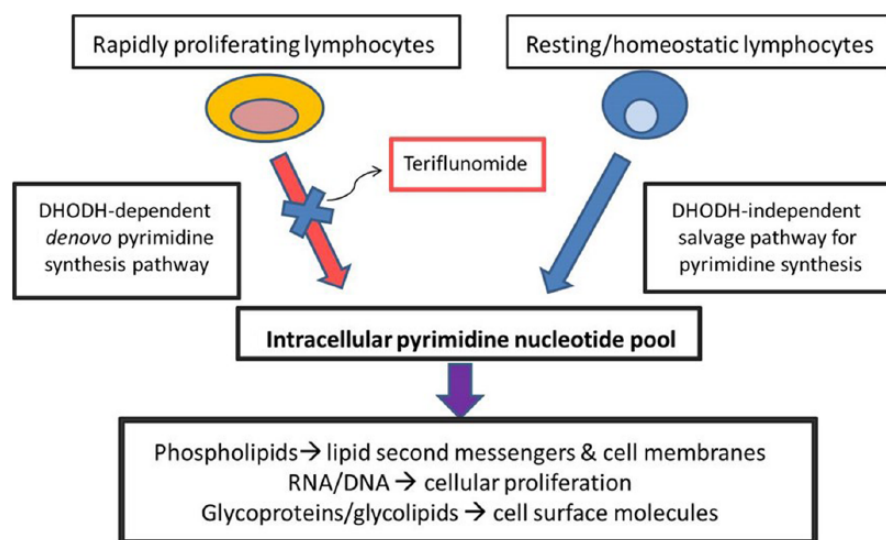 Rapidly proliferating lymphocytes
Resting/homeostatic lymphocytes
Teriflunomide
DHODH-dependent
denovo pyrimidine
synthesis pathway
DHODH-independent
salvage pathway for
pyrimidine synthesis
Intracellular pyrimidine nucleotide pool
Phospholipids→ lipid second messengers & cell membranes
RNA/DNA → cellular proliferation
Glycoproteins/glycolipids → cell surface molecules